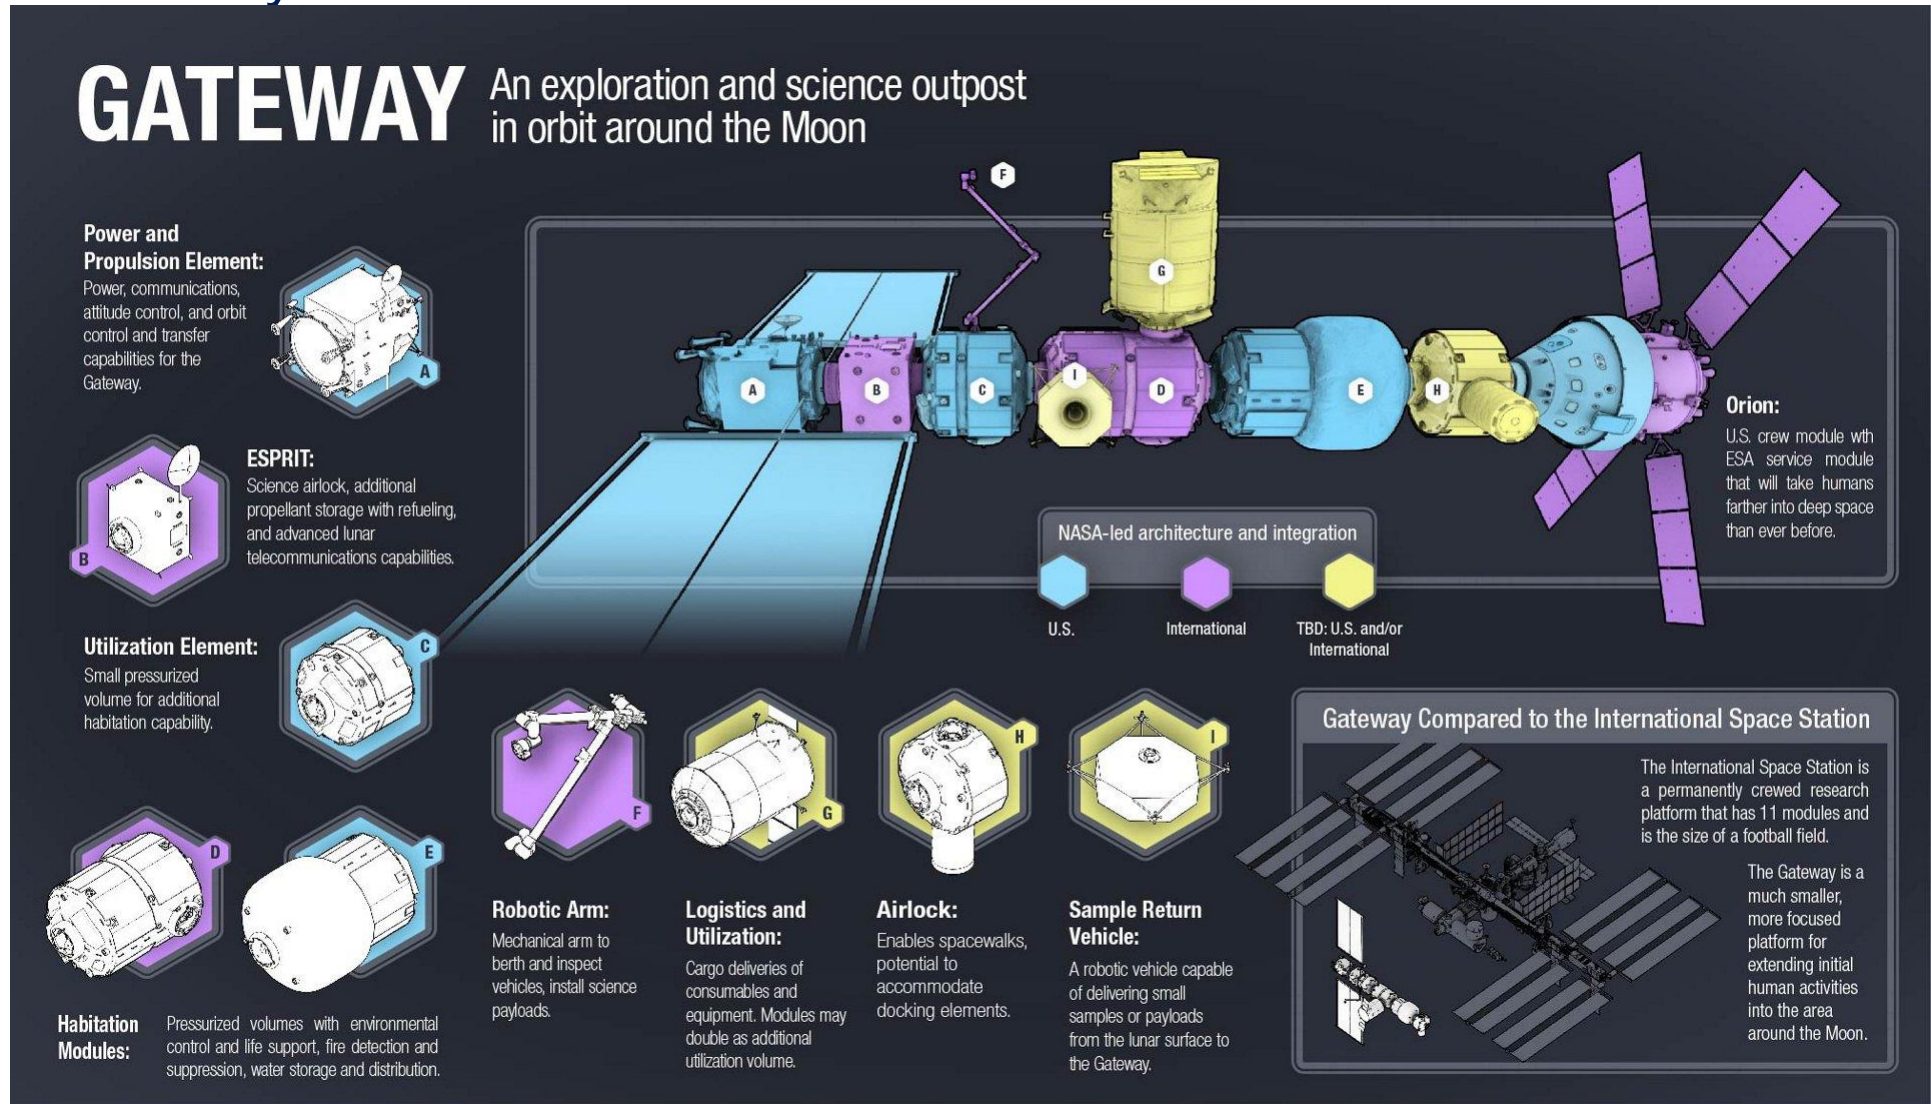 GATEWAY
An exploration and science outpost
in orbit around the Moon
Power and
Propulsion Element:
Power, communications,
attitude control, and orbit
control and transfer
capabilities for the
Gateway.
A
ESPRIT:
Science airlock, additional
propellant storage with refueling,
and advanced lunar
telecommunications capabilities.
B
Utilization Element:
Small pressurized
volume for additional
habitation capability.
C
D
E
Habitation
Modules:
Pressurized volumes with environmental
control and life support, fire detection and
suppression, water storage and distribution.
F
G
A
B
C
I
D
E
H
Orion:
U.S. crew module wth
ESA service module
that will take humans
farther into deep space
than ever before.
NASA-led architecture and integration
U.S.
International
TBD: U.S. and/or
International
F
Robotic Arm:
Mechanical arm to
berth and inspect
vehicles, install science
payloads.
G
Logistics and
Utilization:
Cargo deliveries of
consumables and
equipment. Modules may
double as additional
utilization volume.
H
Airlock:
Enables spacewalks,
potential to
accommodate
docking elements.
I
Sample Return
Vehicle:
A robotic vehicle capable
of delivering small
samples or payloads
from the lunar surface to
the Gateway.
Gateway Compared to the International Space Station
The International Space Station is
a permanently crewed research
platform that has 11 modules and
is the size of a football field.
The Gateway is a
much smaller,
more focused
platform for
extending initial
human activities
into the area
around the Moon.